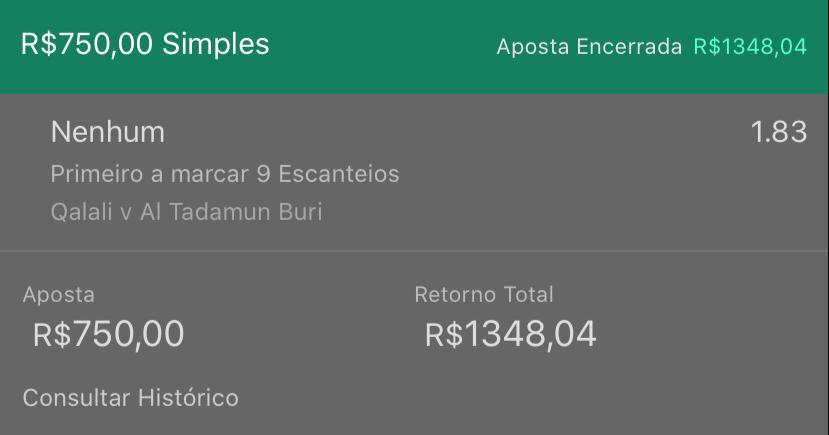 R$750,00 Simples Aposta Encerrada R$1348,04
Nenhum 1.83
Primeiro a marcar 9 Escanteios
Qalali v Al Tadamun Buri
Aposta Retorno Total
R$750,00 R$1348,04
Consultar Histórico